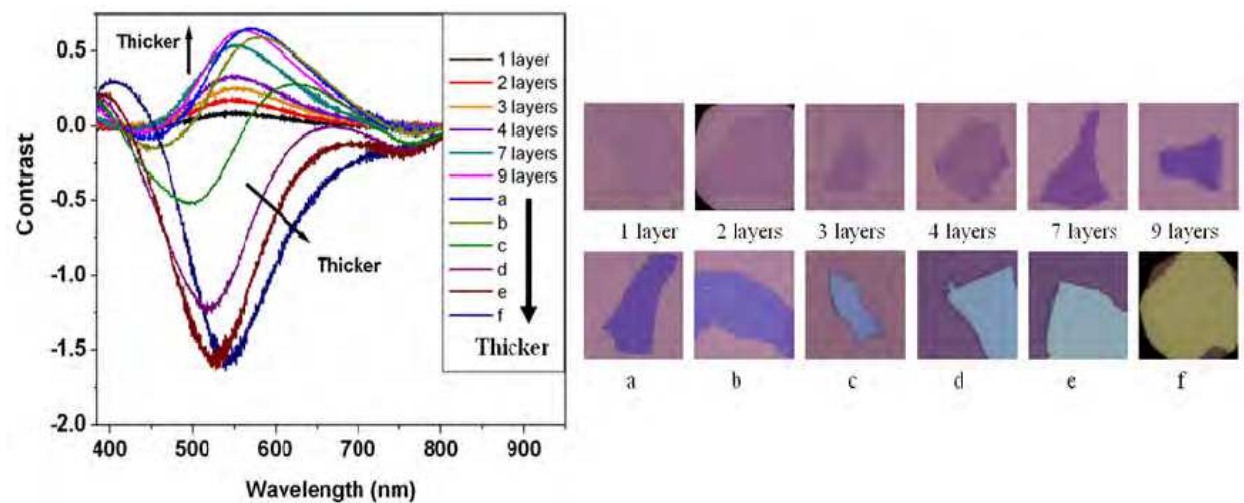 Contrast
0.5
0.0
-0.5
-1.0
-1.5
-2.0
400 500 600 700 800 900
Wavelength (nm)
Thicker
Thicker
1 layer
2 layers
3 layers
4 layers
7 layers
9 layers
a
b
c
d
e
f
Thicker
1 layer 2 layers 3 layers 4 layers 7 layers 9 layers
a b c d e f